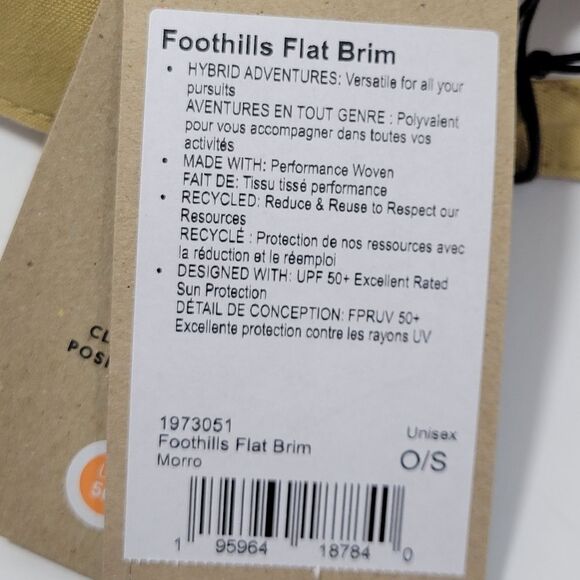 Foothills Flat Brim
• HYBRID ADVENTURES: Versatile for all your
pursuits
AVENTURES EN TOUT GENRE : Polyvalent
pour vous accompagner dans toutes vos
activités
• MADE WITH: Performance Woven
FAIT DE: Tissu tissé performance
• RECYCLED: Reduce & Reuse to Respect our
Resources
RECYCLÉ : Protection de nos ressources avec
la réduction et le réemploi
• DESIGNED WITH: UPF 50+ Excellent Rated
Sun Protection
DÉTAIL DE CONCEPTION: FPRUV 50+
Excellente protection contre les rayons UV
1973051
Foothills Flat Brim
Morro
Unisex
O/S
1 95964 18784 0